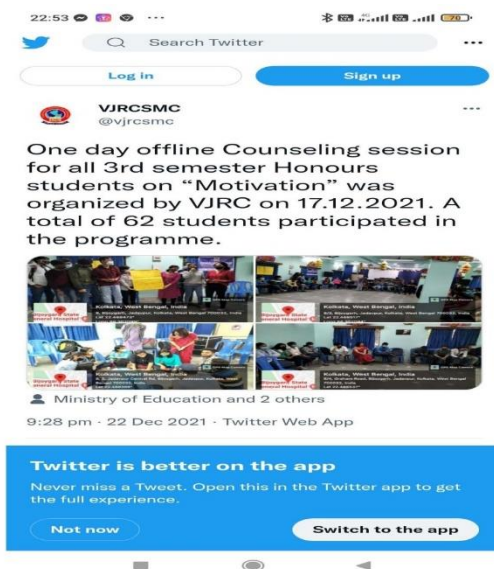 22:53
70
Search Twitter
Log in
Sign up
VJRCSMC
@vjrcsmc
One day offline Counseling session
for all 3rd semester Honours
students on “Motivation” was
organized by VJRC on 17.12.2021. A
total of 62 students participated in
the programme.
Kolkata, West Bengal, India
Kolkata, West Bengal, India
Kolkata, West Bengal, India
Kolkata, West Bengal, India
Ministry of Education and 2 others
9:28 pm · 22 Dec 2021 · Twitter Web App
Twitter is better on the app
Never miss a Tweet. Open this in the Twitter app to get
the full experience.
Not now
Switch to the app